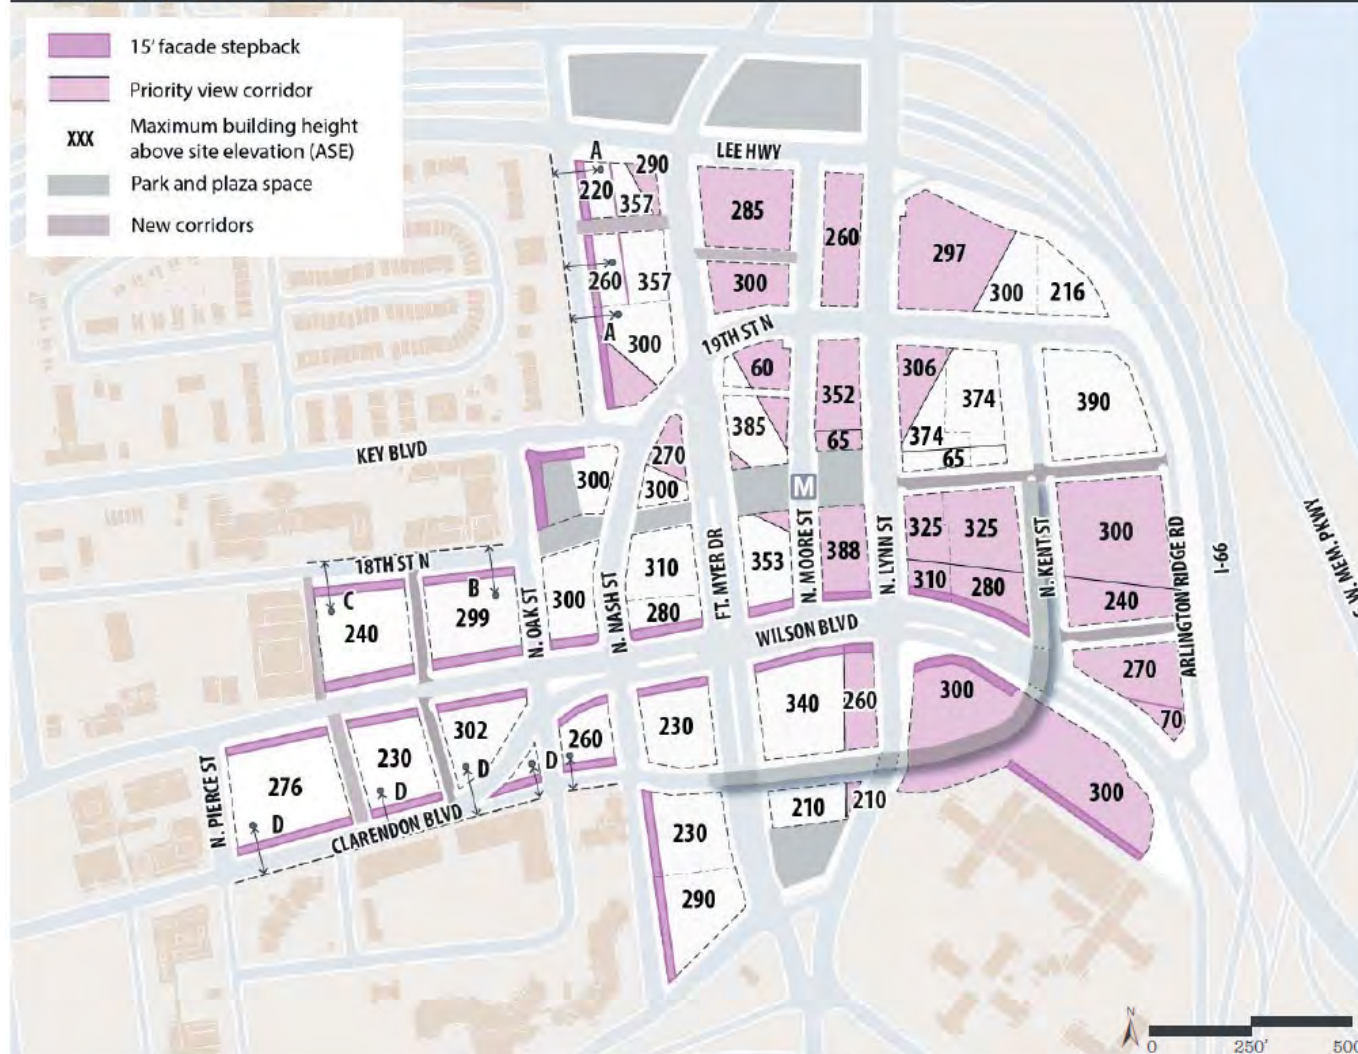 15' facade stepback
Priority view corridor
XXX
Maximum building height
above site elevation (ASE)
Park and plaza space
New corridors
LEE HWY
A
290
220
357
285
260
297
300
216
260
357
300
A
300
19TH ST N
60
352
306
374
390
385
65
374
65
KEY BLVD
300
270
300
M
325
325
300
18TH ST N
310
353
388
310
280
240
C
B
240
299
300
280
N. OAK ST
N. NASH ST
FT. MYER DR
N. MOORE ST
N. LYNN ST
N. KENT ST
ARLINGTON RIDGE RD
I-66
W. MEM. PKWY
WILSON BLVD
270
70
300
340
260
302
260
230
230
D
D
D
276
D
N. PIERCE ST
CLARENDON BLVD
210
210
300
230
290
N
0
250'
500